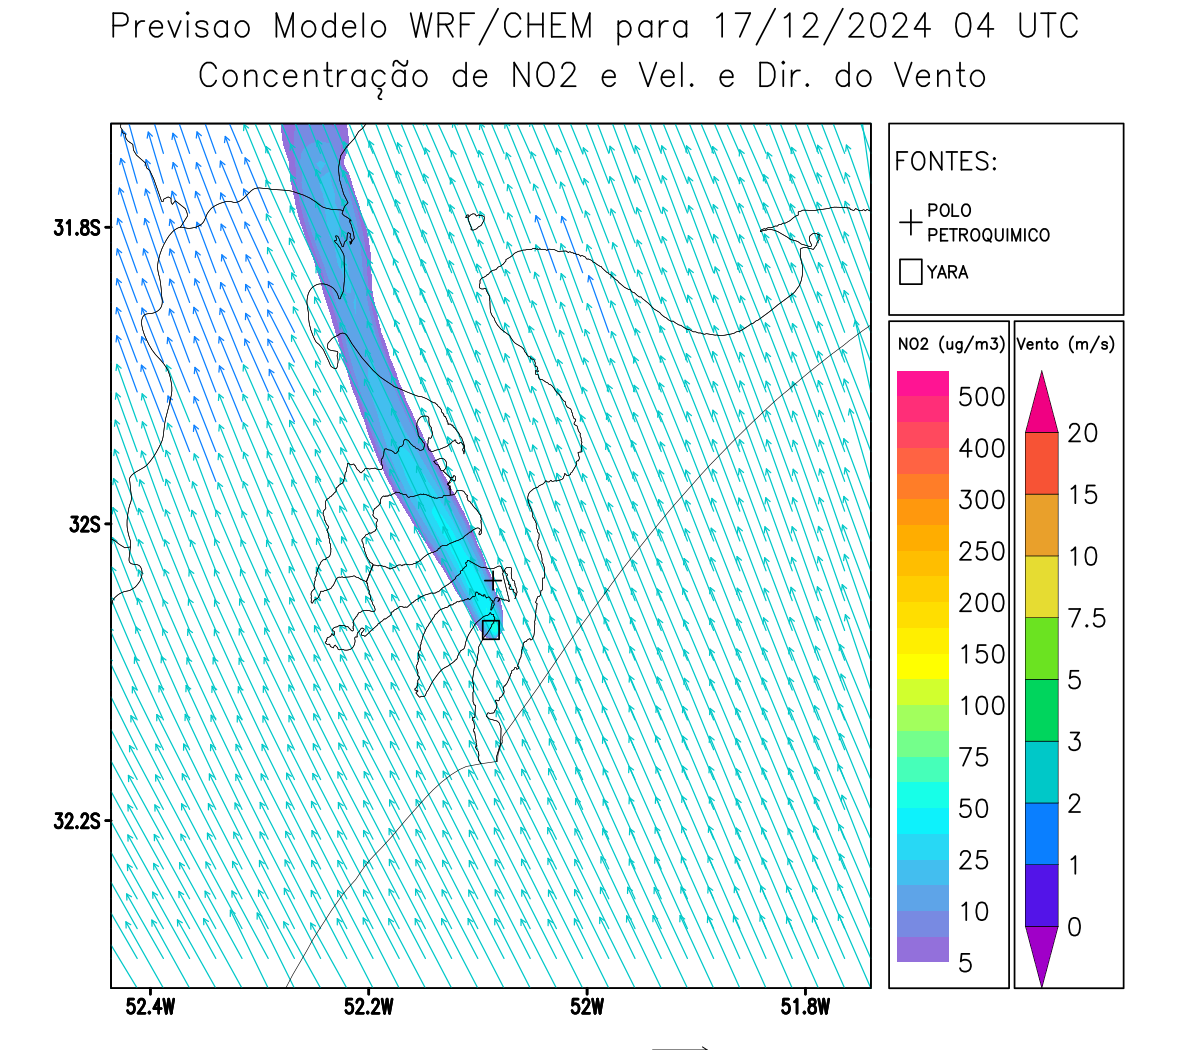 Previsao Modelo WRF/CHEM para 17/12/2024 04 UTC
Concentração de NO2 e Vel. e Dir. do Vento
FONTES:
POLO
PETROQUIMICO
YARA
NO2 (ug/m3)
500
400
300
250
200
150
100
75
50
25
10
5
Vento (m/s)
20
15
10
7.5
5
3
2
1
0
31.8S
32S
32.2S
52.4W
52.2W
52W
51.8W